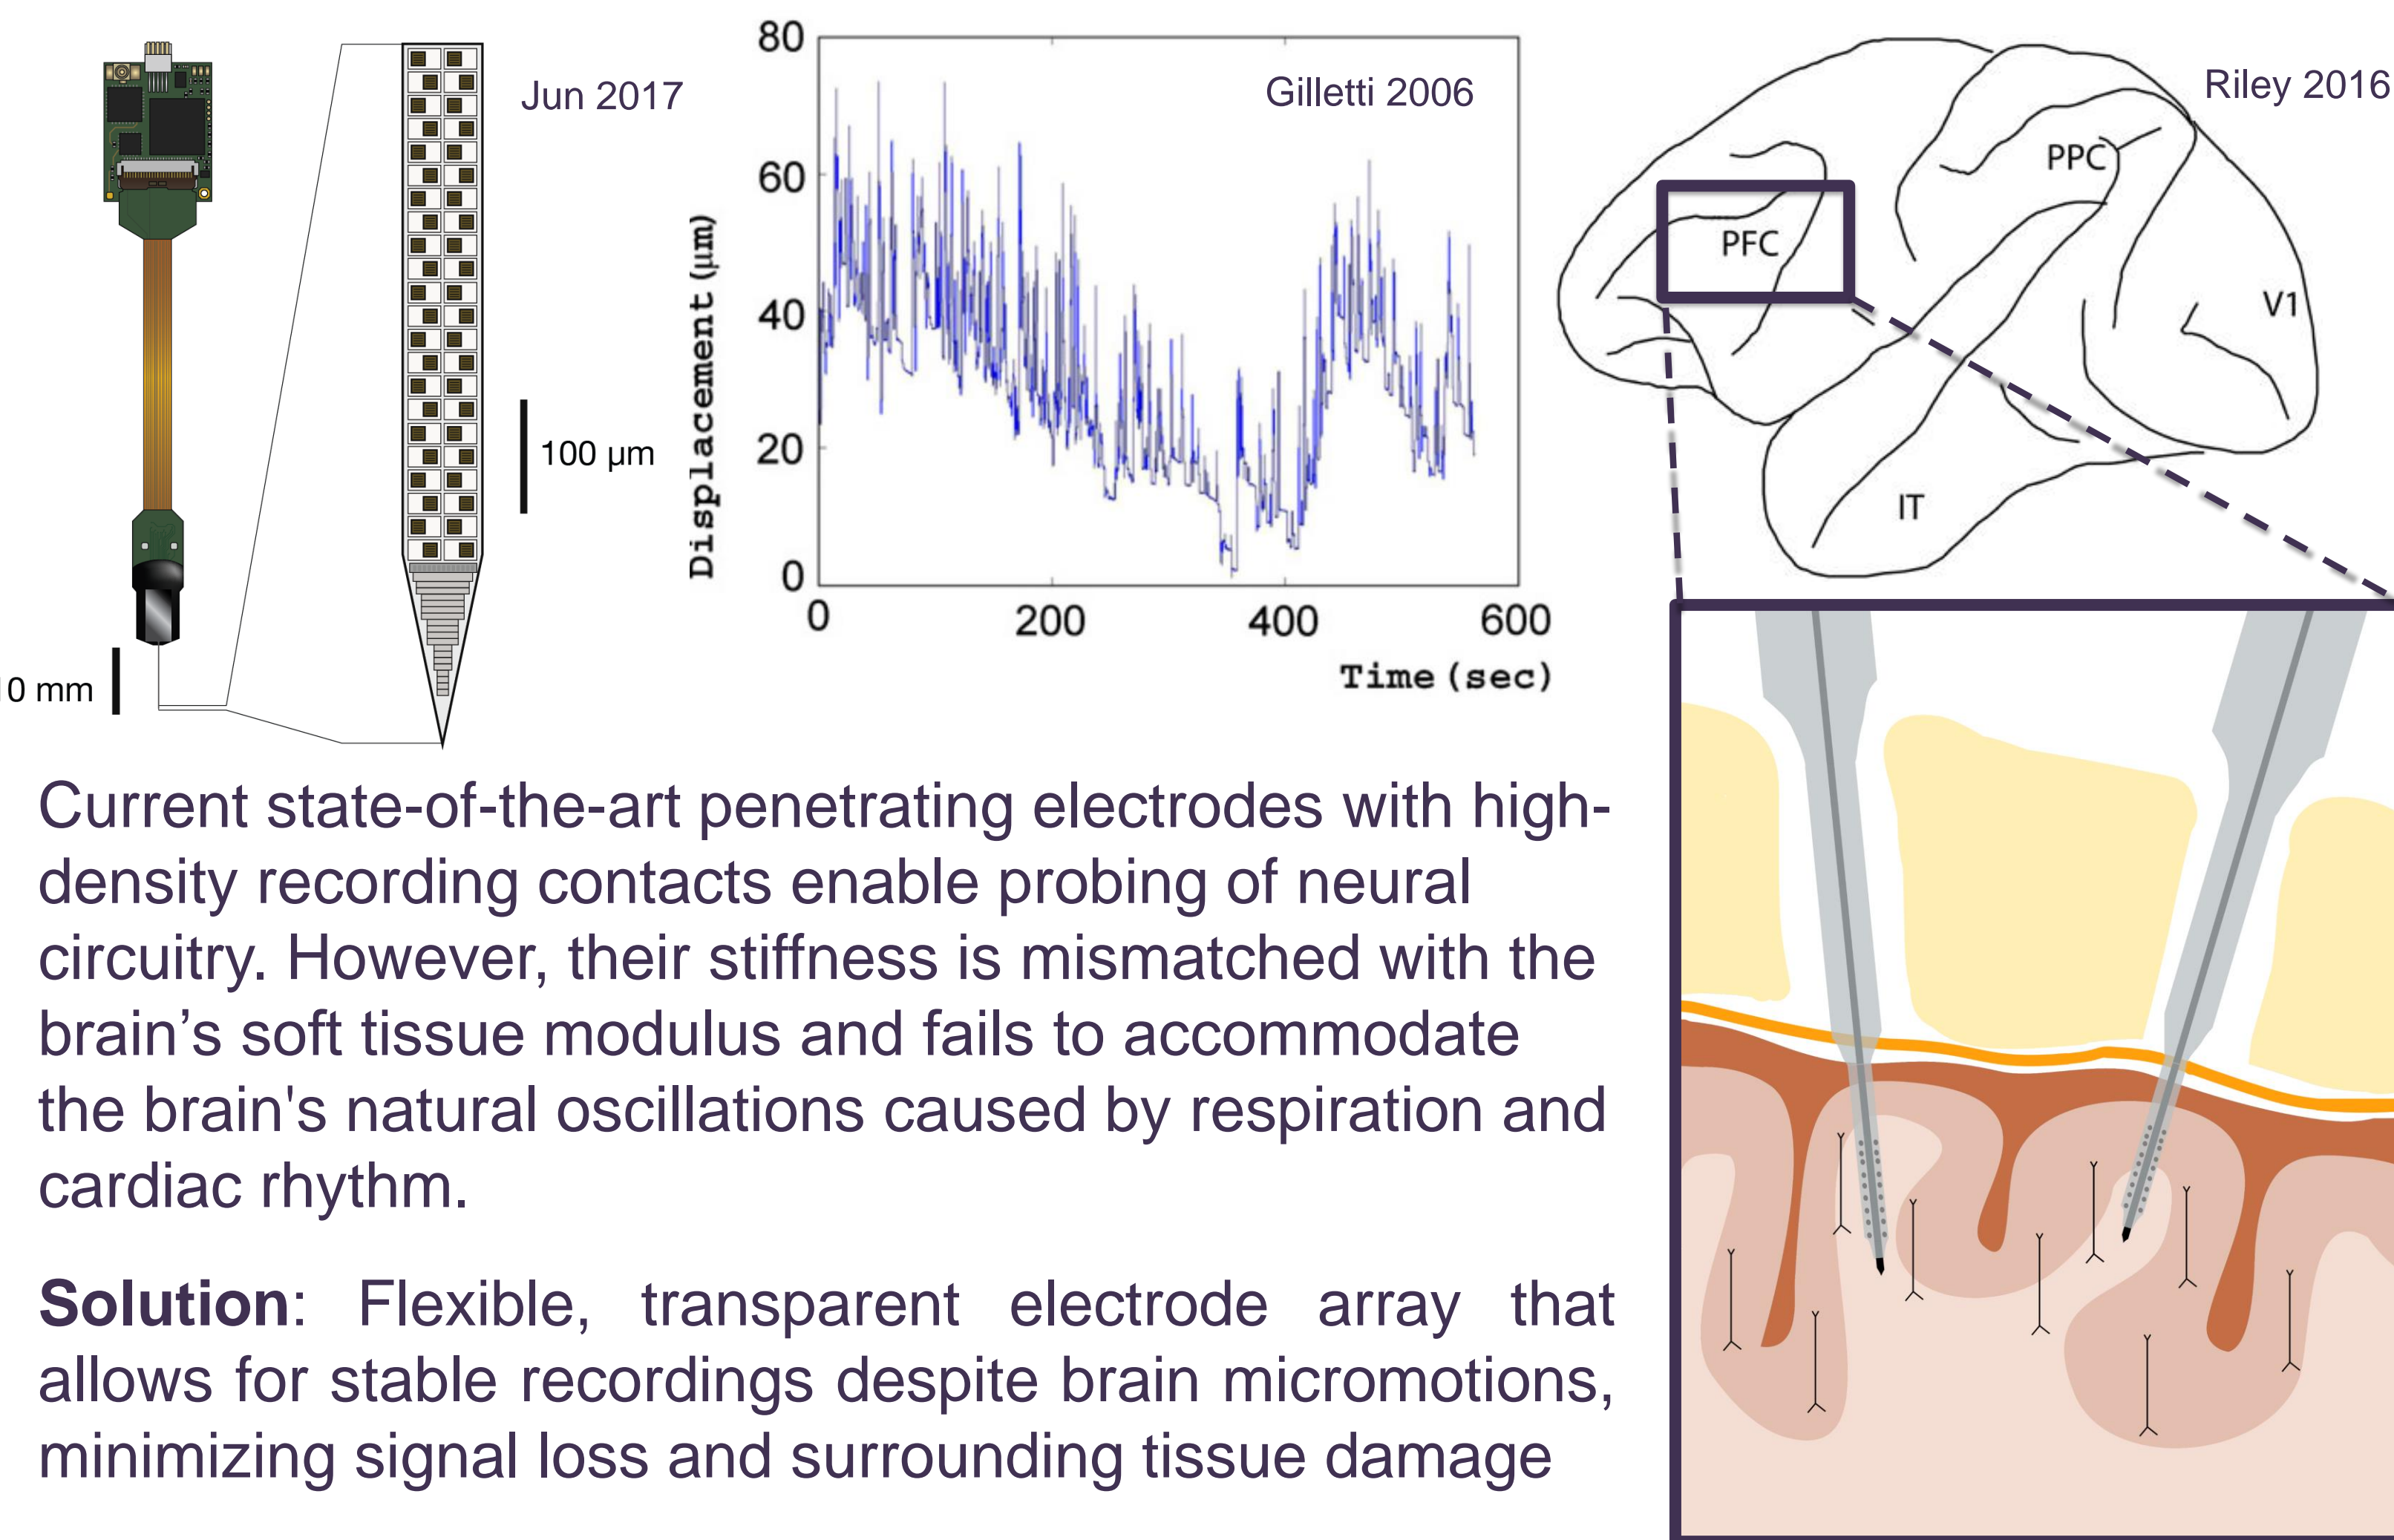 Jun 2017
100 µm
0 mm
80
Gilletti 2006
60
40
20
0
Displacement (µm)
0 200 400 600
Time (sec)
Riley 2016
PPC
PFC
V1
IT
Current state-of-the-art penetrating electrodes with high-
density recording contacts enable probing of neural
circuitry. However, their stiffness is mismatched with the
brain’s soft tissue modulus and fails to accommodate
the brain's natural oscillations caused by respiration and
cardiac rhythm.
Solution: Flexible, transparent electrode array that
allows for stable recordings despite brain micromotions,
minimizing signal loss and surrounding tissue damage